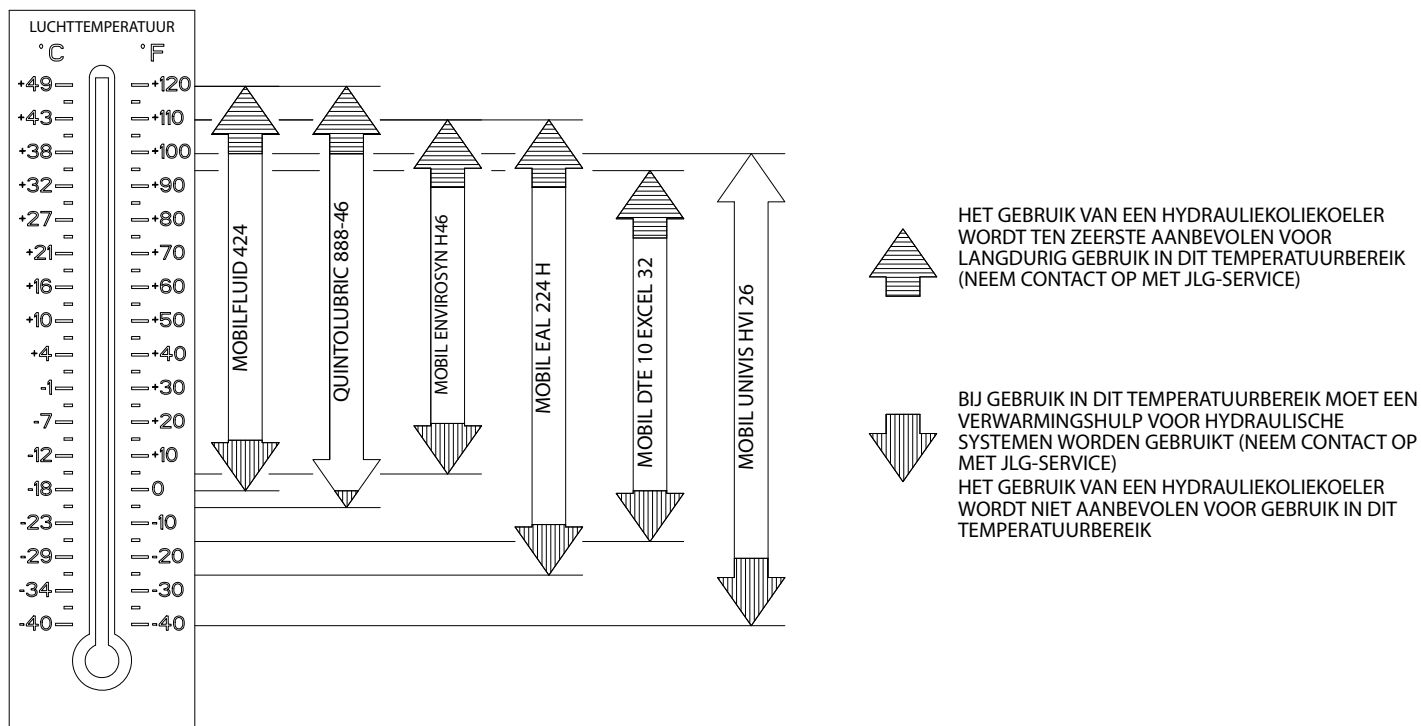 LUCHTTEMPERATUUR
°C °F
+49 +120
+43 +110
+38 +100
+32 +90
+27 +80
+21 +70
+16 +60
+10 +50
+4 +40
-1 +30
-7 +20
-12 +10
-18 0
-23 -10
-29 -20
-34 -30
-40 -40
MOBILFLUID 424
QUINTOLUBRIC 888-46
MOBIL ENVIROSYN H46
MOBIL EAL 224 H
MOBIL DTE 10 EXCEL 32
MOBIL UNIVIS HVI 26
HET GEBRUIK VAN EEN HYDRAULIEKOLIEKOELER
WORDT TEN ZEERSTE AANBEVOLEN VOOR
LANGDURIG GEBRUIK IN DIT TEMPERATUURBEREIK
(NEEM CONTACT OP MET JLG-SERVICE)
BIJ GEBRUIK IN DIT TEMPERATUURBEREIK MOET EEN
VERWARMINGSHULP VOOR HYDRAULISCHE
SYSTEMEN WORDEN GEBRUIKT (NEEM CONTACT OP
MET JLG-SERVICE)
HET GEBRUIK VAN EEN HYDRAULIEKOLIEKOELER
WORDT NIET AANBEVOLEN VOOR GEBRUIK IN DIT
TEMPERATUURBEREIK